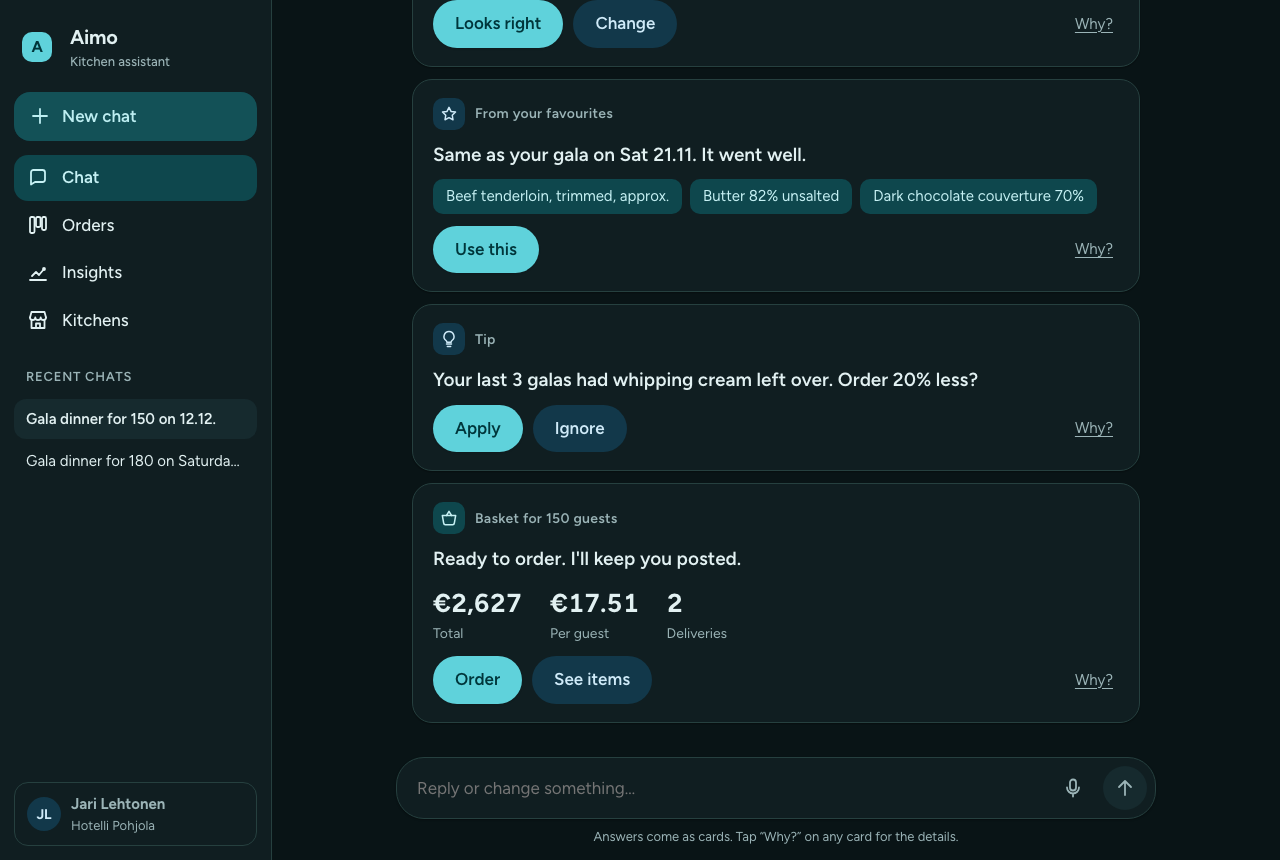 A
Aimo
Kitchen assistant
New chat
Chat
Orders
Insights
Kitchens
RECENT CHATS
Gala dinner for 150 on 12.12.
Gala dinner for 180 on Saturda...
JL
Jari Lehtonen
Hotelli Pohjola
Looks right
Change
Why?
From your favourites
Same as your gala on Sat 21.11. It went well.
Beef tenderloin, trimmed, approx.
Butter 82% unsalted
Dark chocolate couverture 70%
Use this
Why?
Tip
Your last 3 galas had whipping cream left over. Order 20% less?
Apply
Ignore
Why?
Basket for 150 guests
Ready to order. I'll keep you posted.
€2,627
€17.51
2
Total
Per guest
Deliveries
Order
See items
Why?
Reply or change something...
Answers come as cards. Tap “Why?” on any card for the details.